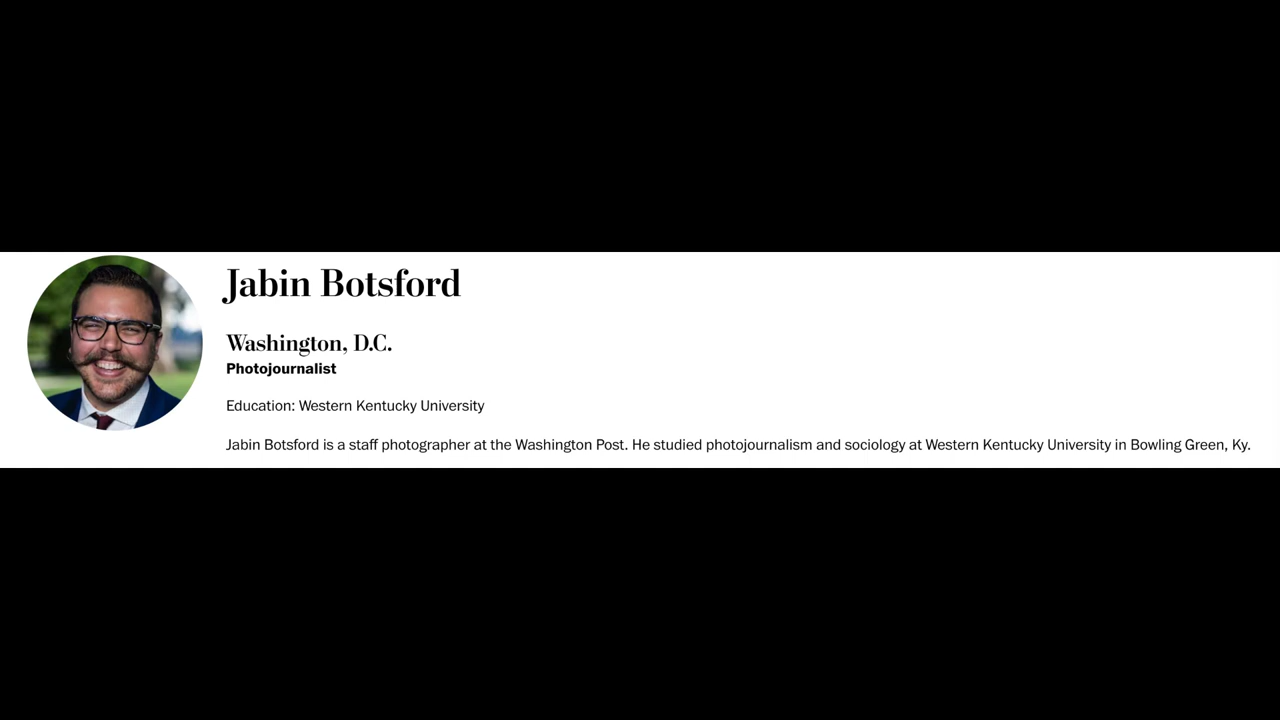 Jabin Botsford
Washington, D.C.
Photojournalist
Education: Western Kentucky University
Jabin Botsford is a staff photographer at the Washington Post. He studied photojournalism and sociology at Western Kentucky University in Bowling Green, Ky.